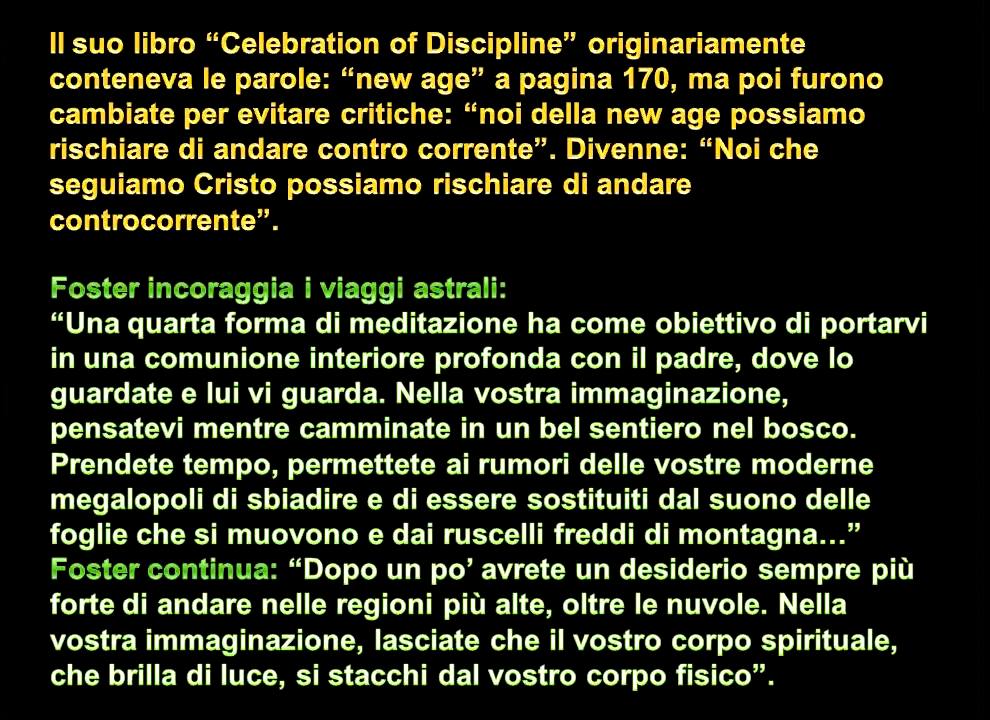 Il suo libro “Celebration of Discipline” originariamente
conteneva le parole: “new age” a pagina 170, ma poi furono
cambiate per evitare critiche: “noi della new age possiamo
rischiare di andare contro corrente”. Divenne: “Noi che
seguiamo Cristo possiamo rischiare di andare
controcorrente”.
Foster incoraggia i viaggi astrali:
“Una quarta forma di meditazione ha come obiettivo di portarvi
in una comunione interiore profonda con il padre, dove lo
guardate e lui vi guarda. Nella vostra immaginazione,
pensatevi mentre camminate in un bel sentiero nel bosco.
Prendete tempo, permettete ai rumori delle vostre moderne
megalopoli di sbiadire e di essere sostituiti dal suono delle
foglie che si muovono e dai ruscelli freddi di montagna…”
Foster continua: “Dopo un po’ avrete un desiderio sempre più
forte di andare nelle regioni più alte, oltre le nuvole. Nella
vostra immaginazione, lasciate che il vostro corpo spirituale,
che brilla di luce, si stacchi dal vostro corpo fisico”.